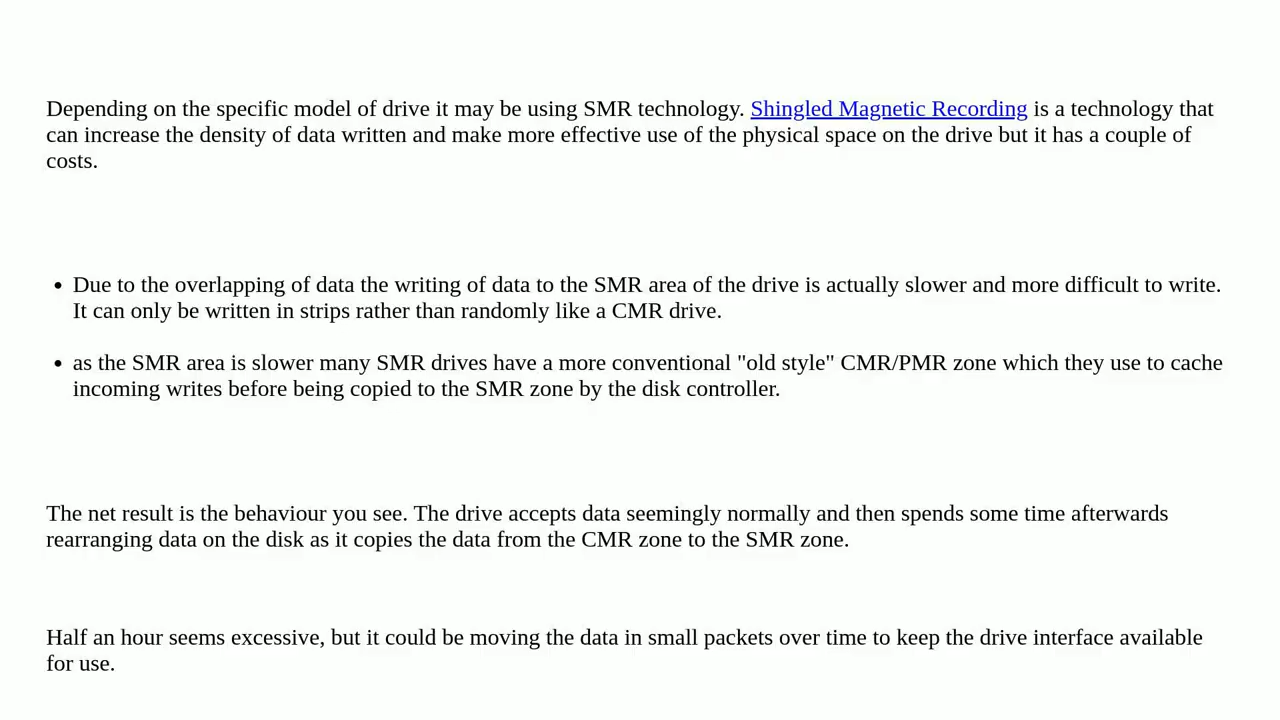 Depending on the specific model of drive it may be using SMR technology. Shingled Magnetic Recording is a technology that
can increase the density of data written and make more effective use of the physical space on the drive but it has a couple of
costs.
• Due to the overlapping of data the writing of data to the SMR area of the drive is actually slower and more difficult to write.
It can only be written in strips rather than randomly like a CMR drive.
• as the SMR area is slower many SMR drives have a more conventional "old style" CMR/PMR zone which they use to cache
incoming writes before being copied to the SMR zone by the disk controller.
The net result is the behaviour you see. The drive accepts data seemingly normally and then spends some time afterwards
rearranging data on the disk as it copies the data from the CMR zone to the SMR zone.
Half an hour seems excessive, but it could be moving the data in small packets over time to keep the drive interface available
for use.